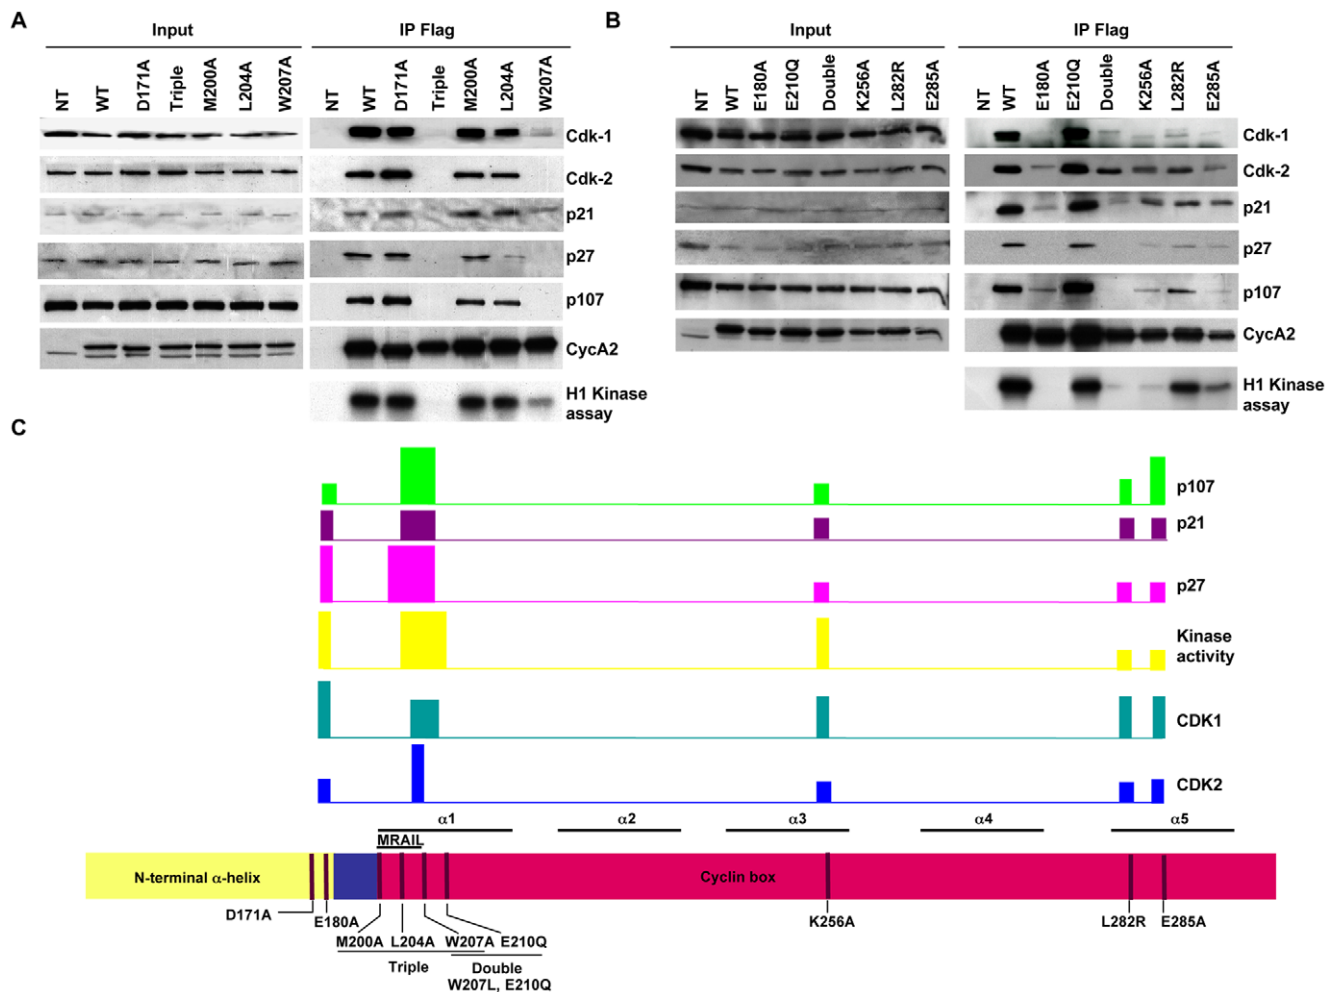 A
Input
IP Flag
NT WT D171A Triple M200A L204A W207A
NT WT D171A Triple M200A L204A W207A
Cdk-1
Cdk-2
p21
p27
p107
CycA2
H1 Kinase
assay
B
Input
IP Flag
NT WT E180A E210Q Double K256A L282R E285A
NT WT E180A E210Q Double K256A L282R E285A
Cdk-1
Cdk-2
p21
p27
p107
CycA2
H1 Kinase
assay
C
p107
p21
p27
Kinase
activity
CDK1
CDK2
α1 α2 α3 α4 α5
MRAIL
N-terminal α-helix
Cyclin box
D171A
E180A
K256A
L282R
E285A
M200A L204A W207A E210Q
Triple
Double
W207L, E210Q